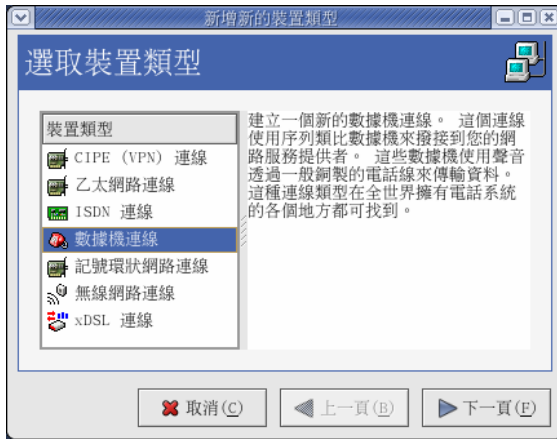 新增新的裝置類型
選取裝置類型
裝置類型
CIPE (VPN) 連線
乙太網路連線
ISDN 連線
數據機連線
記號環狀網路連線
無線網路連線
xDSL 連線
建立一個新的數據機連線。 這個連線
使用序列類比數據機來撥接到您的網
路服務提供者。 這些數據機使用聲音
透過一般銅製的電話線來傳輸資料。
這種連線類型在全世界擁有電話系統
的各個地方都可找到。
取消(C)
上一頁(B)
下一頁(F)